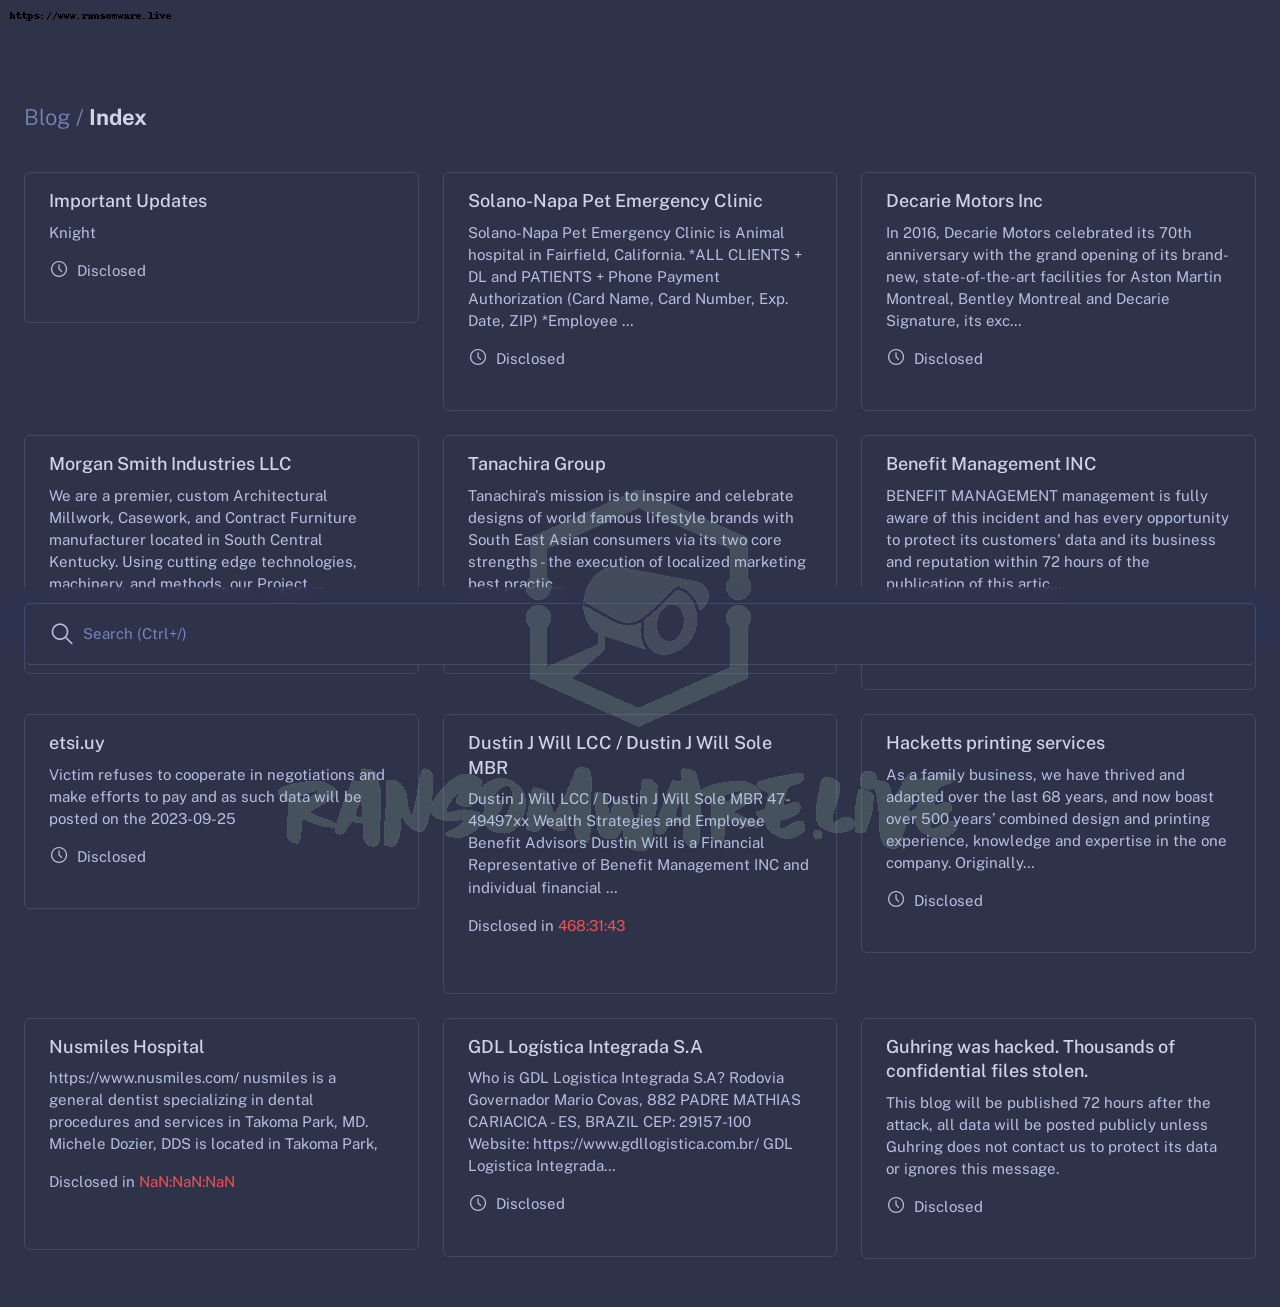 https://www.ransomware.live
Blog / Index
Important Updates
Knight
Disclosed
Solano-Napa Pet Emergency Clinic
Solano-Napa Pet Emergency Clinic is Animal
hospital in Fairfield, California. *ALL CLIENTS +
DL and PATIENTS + Phone Payment
Authorization (Card Name, Card Number, Exp.
Date, ZIP) *Employee ...
Disclosed
Decarie Motors Inc
In 2016, Decarie Motors celebrated its 70th
anniversary with the grand opening of its brand-
new, state-of-the-art facilities for Aston Martin
Montreal, Bentley Montreal and Decarie
Signature, its exc...
Disclosed
Morgan Smith Industries LLC
We are a premier, custom Architectural
Millwork, Casework, and Contract Furniture
manufacturer located in South Central
Kentucky. Using cutting edge technologies,
machinery, and methods, our Project ...
Tanachira Group
Tanachira's mission is to inspire and celebrate
designs of world famous lifestyle brands with
South East Asian consumers via its two core
strengths - the execution of localized marketing
best practic...
Benefit Management INC
BENEFIT MANAGEMENT management is fully
aware of this incident and has every opportunity
to protect its customers' data and its business
and reputation within 72 hours of the
publication of this artic...
Search (Ctrl+/)
etsi.uy
Victim refuses to cooperate in negotiations and
make efforts to pay and as such data will be
posted on the 2023-09-25
Disclosed
Dustin J Will LCC / Dustin J Will Sole
MBR
Dustin J Will LCC / Dustin J Will Sole MBR 47-
49497xx Wealth Strategies and Employee
Benefit Advisors Dustin Will is a Financial
Representative of Benefit Management INC and
individual financial ...
Disclosed in 468:31:43
Hacketts printing services
As a family business, we have thrived and
adapted over the last 68 years, and now boast
over 500 years’ combined design and printing
experience, knowledge and expertise in the one
company. Originally...
Disclosed
RANSOMWARE.LIVE
Nusmiles Hospital
https://www.nusmiles.com/ nusmiles is a
general dentist specializing in dental
procedures and services in Takoma Park, MD.
Michele Dozier, DDS is located in Takoma Park,
Disclosed in NaN:NaN:NaN
GDL Logística Integrada S.A
Who is GDL Logistica Integrada S.A? Rodovia
Governador Mario Covas, 882 PADRE MATHIAS
CARIACICA - ES, BRAZIL CEP: 29157-100
Website: https://www.gdllogistica.com.br/ GDL
Logistica Integrada...
Disclosed
Guhring was hacked. Thousands of
confidential files stolen.
This blog will be published 72 hours after the
attack, all data will be posted publicly unless
Guhring does not contact us to protect its data
or ignores this message.
Disclosed